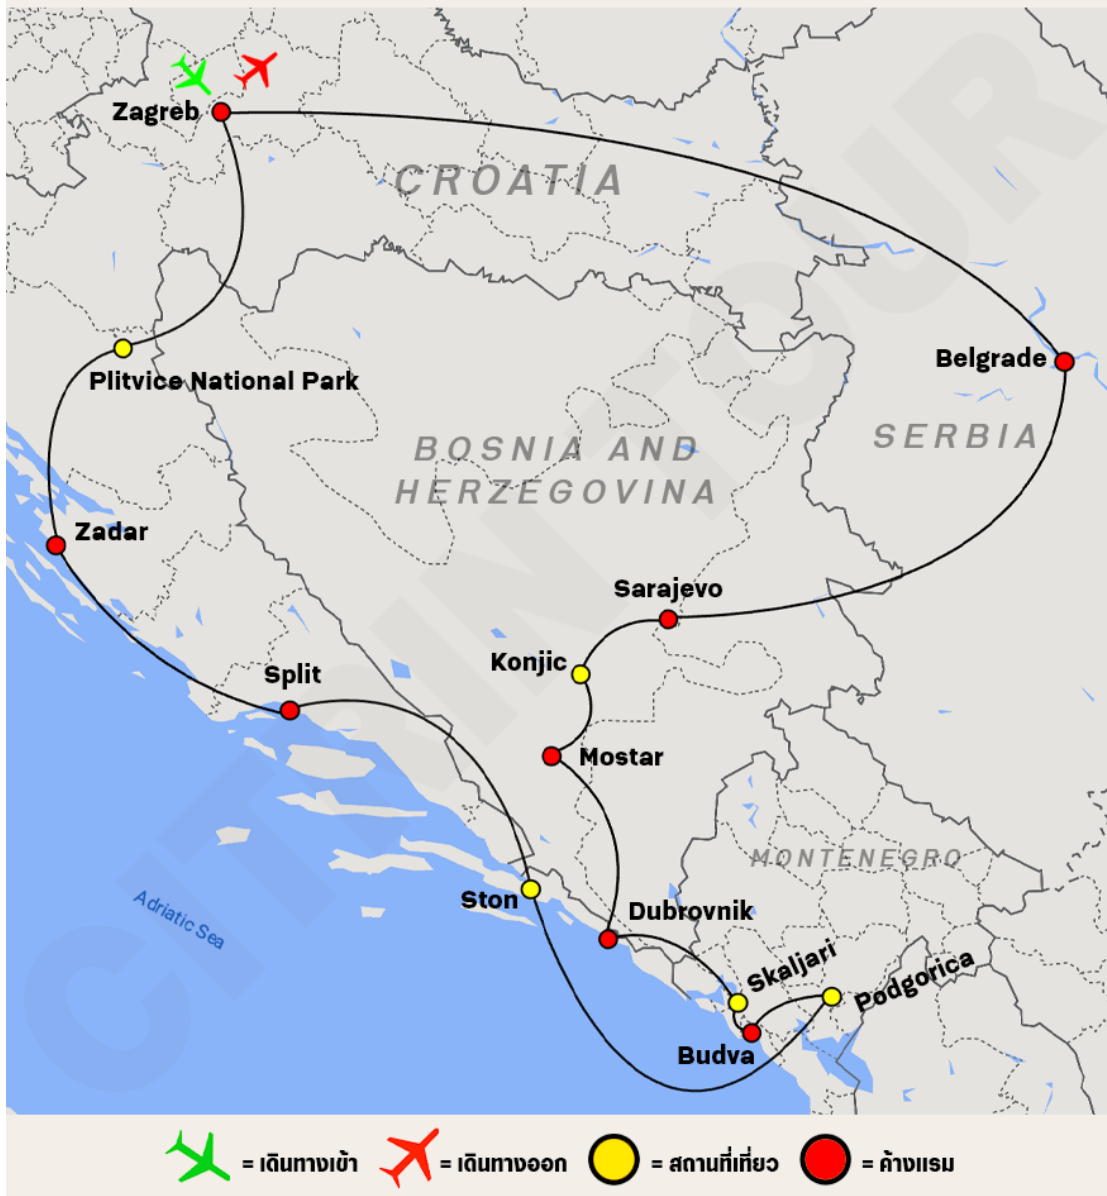 Zagreb
CROATIA
Belgrade
Plitvice National Park
SERBIA
BOSNIA AND
HERZEGOVINA
Zadar
Sarajevo
Konjic
Split
Mostar
MONTENEGRO
Ston
Dubrovnik
Adriatic Sea
Skaljari
Podgorica
Budva
CITRIN TOUR
= เดินทางเข้า = เดินทางออก = สถานที่เที่ยว = ค้างแรม